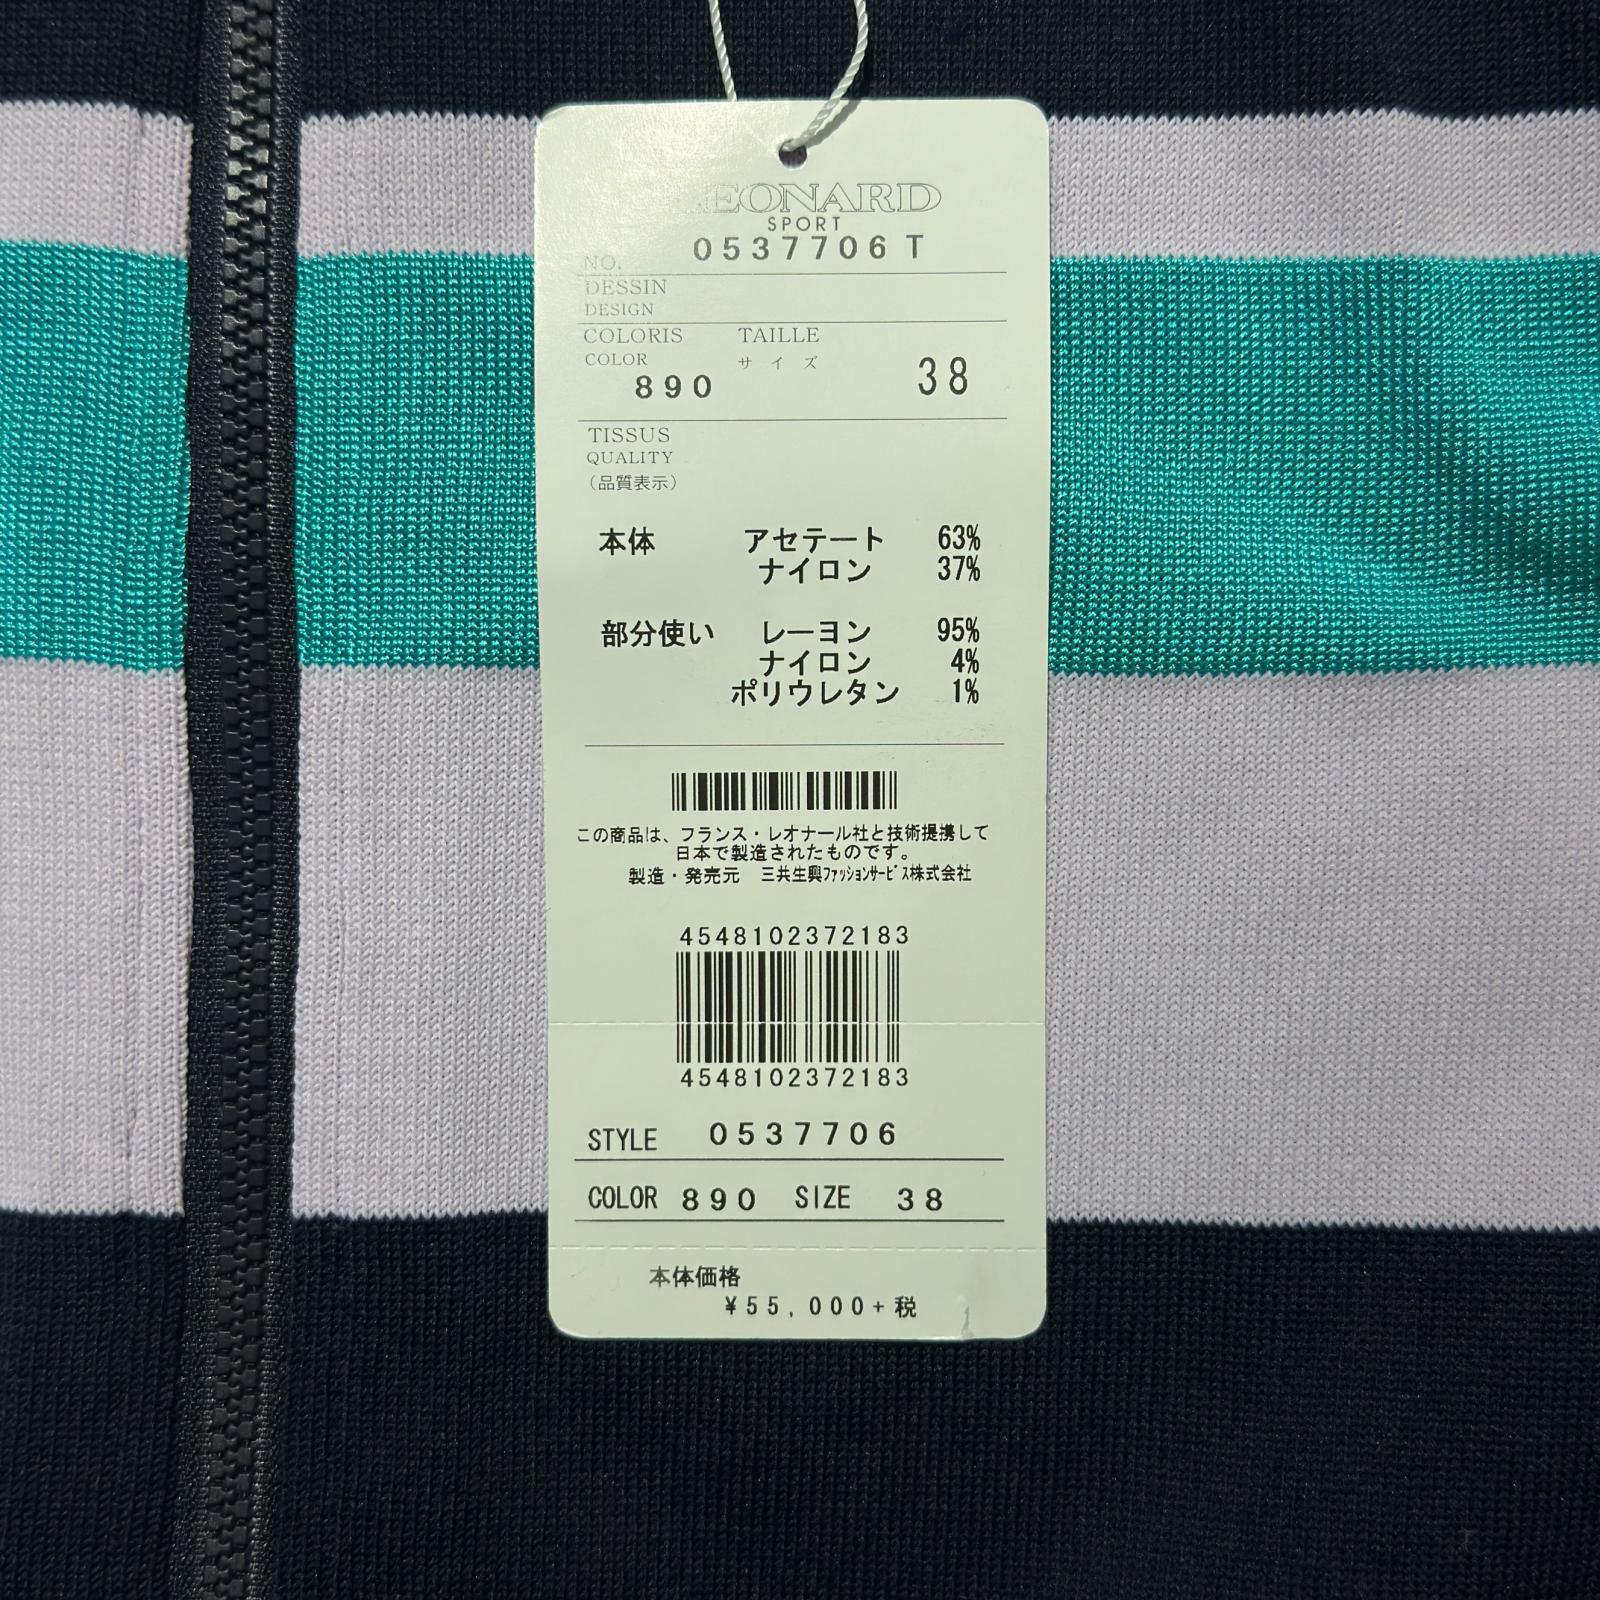 LEONARD
SPORT
NO. 0537706 T
DESSIN
DESIGN
COLORIS TAILLE
COLOR サイズ
890 38
TISSUS
QUALITY
（品質表示）
本体 アセテート 63%
ナイロン 37%
部分使い レーヨン 95%
ナイロン 4%
ポリウレタン 1%
この商品は、フランス・レオナール社と技術提携して
日本で製造されたものです。
製造・発売元 三共生興ﾌｧｯｼｮﾝｻｰﾋﾞｽ株式会社
4548102372183
4548102372183
STYLE 0537706
COLOR 890 SIZE 38
本体価格
¥55,000+税